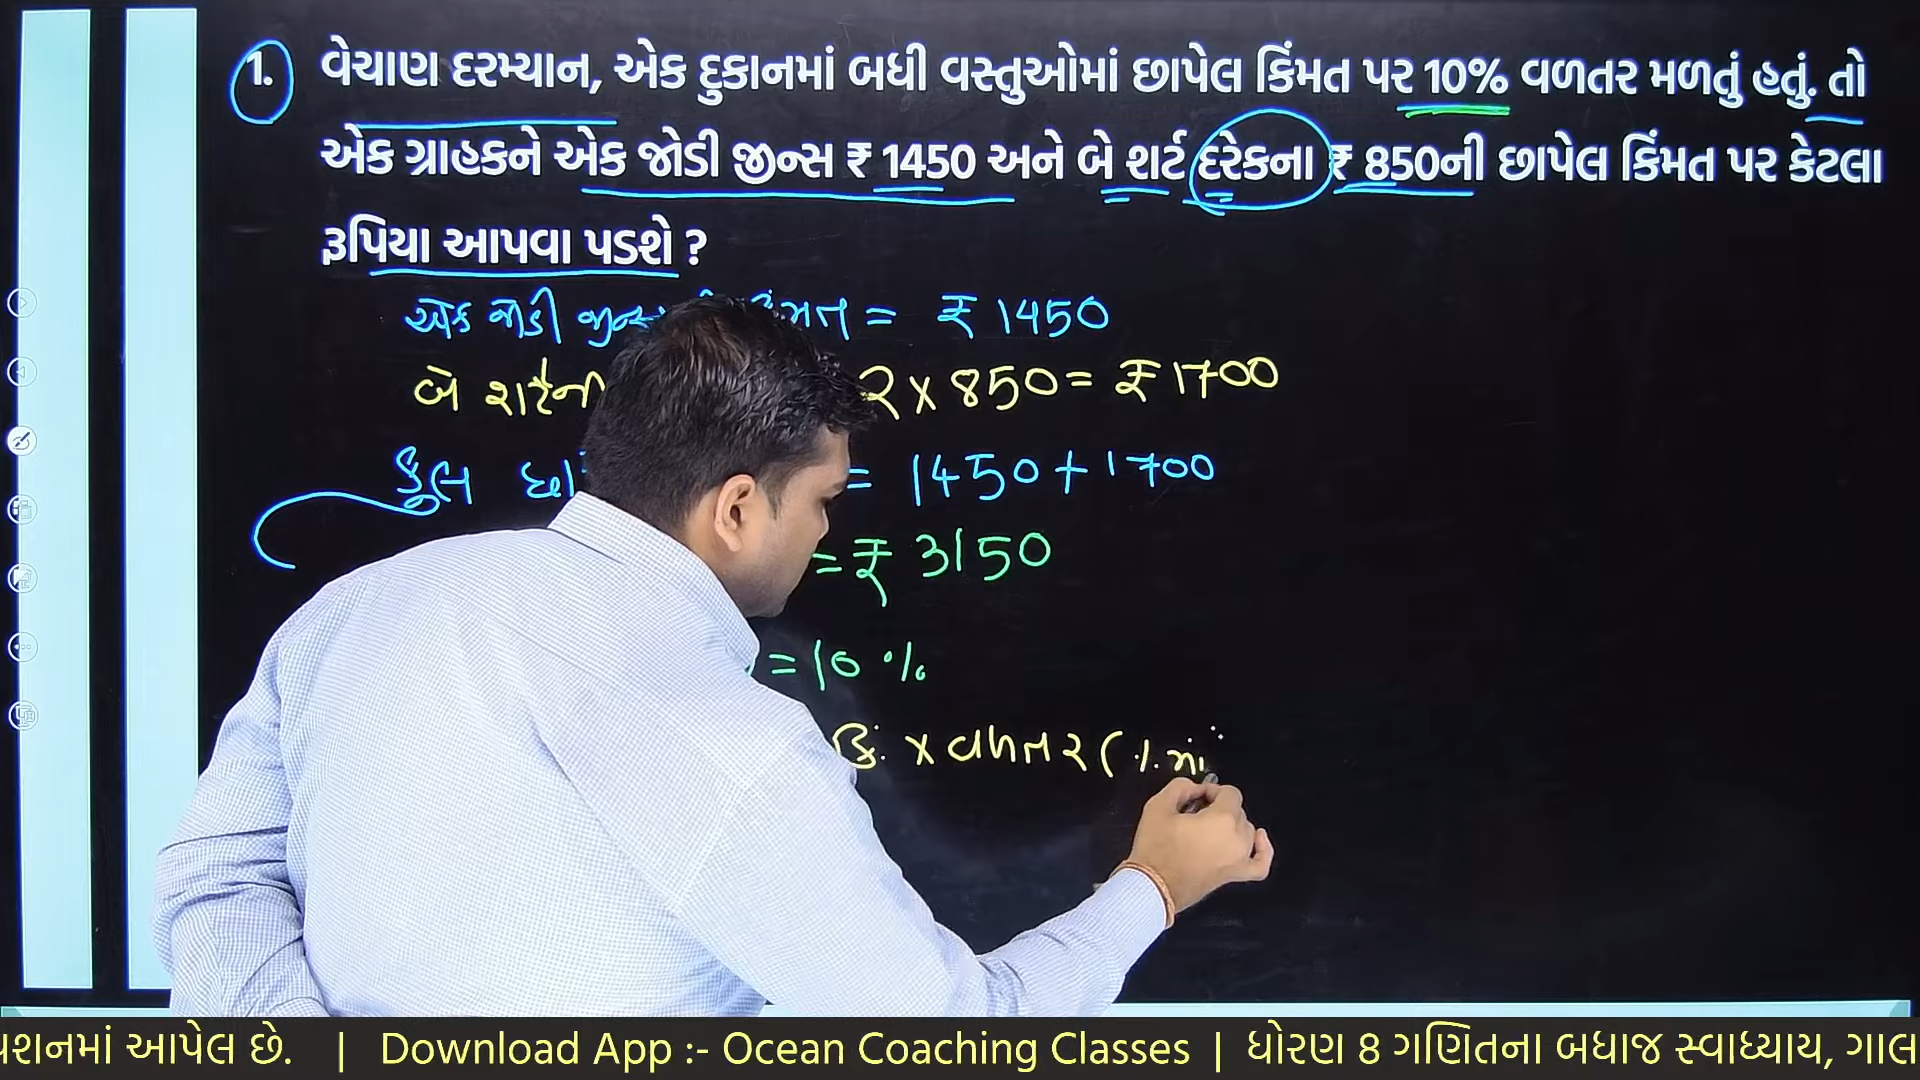 1. વેચાણ દરમ્યાન, એક દુકાનમાં બધી વસ્તુઓમાં છાપેલ કિંમત પર 10% વળતર મળતું હતું. તો
એક ગ્રાહકને એક જોડી જીન્સ ₹ 1450 અને બે શર્ટ દરેકના ₹ 850ની છાપેલ કિંમત પર કેટલા
રૂપિયા આપવા પડશે ?
એક જોડી = ₹ 1450
બે શર્ટની 2 x 850 = ₹ 1700
કુલ = 1450 + 1700
= ₹ 3150
= 10 %
કિં. x વળતર ( % માં
આપેલ છે. | Download App :- Ocean Coaching Classes | ધોરણ 8 ગણિતના બધાજ સ્વાધ્યાય,